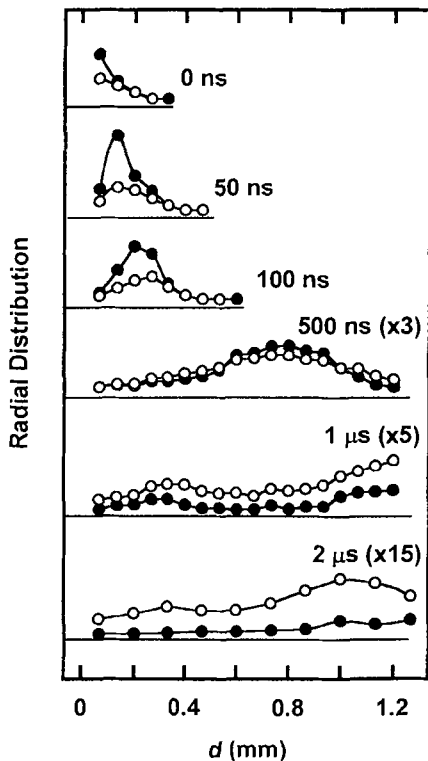 0 ns
50 ns
100 ns
500 ns (x3)
1 μs (x5)
2 μs (x15)
Radial Distribution
0 0.4 0.8 1.2
d (mm)